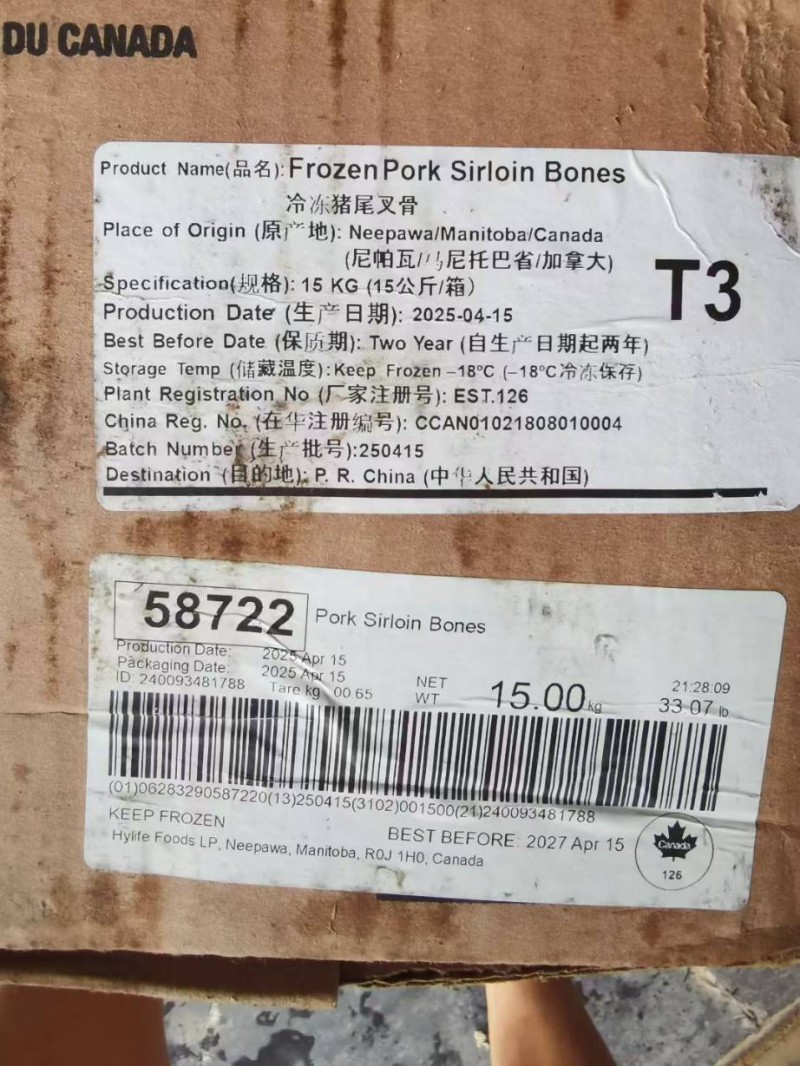 DU CANADA
Product Name(品名): Frozen Pork Sirloin Bones
冷冻猪尾叉骨
Place of Origin (原产地): Neepawa/Manitoba/Canada
(尼帕瓦/马尼托巴省/加拿大)
T3
Specification(规格): 15 KG (15公斤/箱)
Production Date (生产日期): 2025-04-15
Best Before Date (保质期): Two Year (自生产日期起两年)
Storage Temp (储藏温度): Keep Frozen -18°C (-18°C冷冻保存)
Plant Registration No (厂家注册号): EST.126
China Reg. No. (在华注册编号): CCAN01021808010004
Batch Number (生产批号):250415
Destination (目的地): P. R. China (中华人民共和国)
58722 Pork Sirloin Bones
Production Date: 2025 Apr 15
Packaging Date: 2025 Apr 15
ID: 240093481788 Tare kg 00.65
NET WT 15.00 kg
21:28:09
33.07 lb
(01)06283290587220(13)250415(3102)001500(21)240093481788
KEEP FROZEN
BEST BEFORE: 2027 Apr 15
Hylife Foods LP, Neepawa, Manitoba, R0J 1H0, Canada
Canada
126